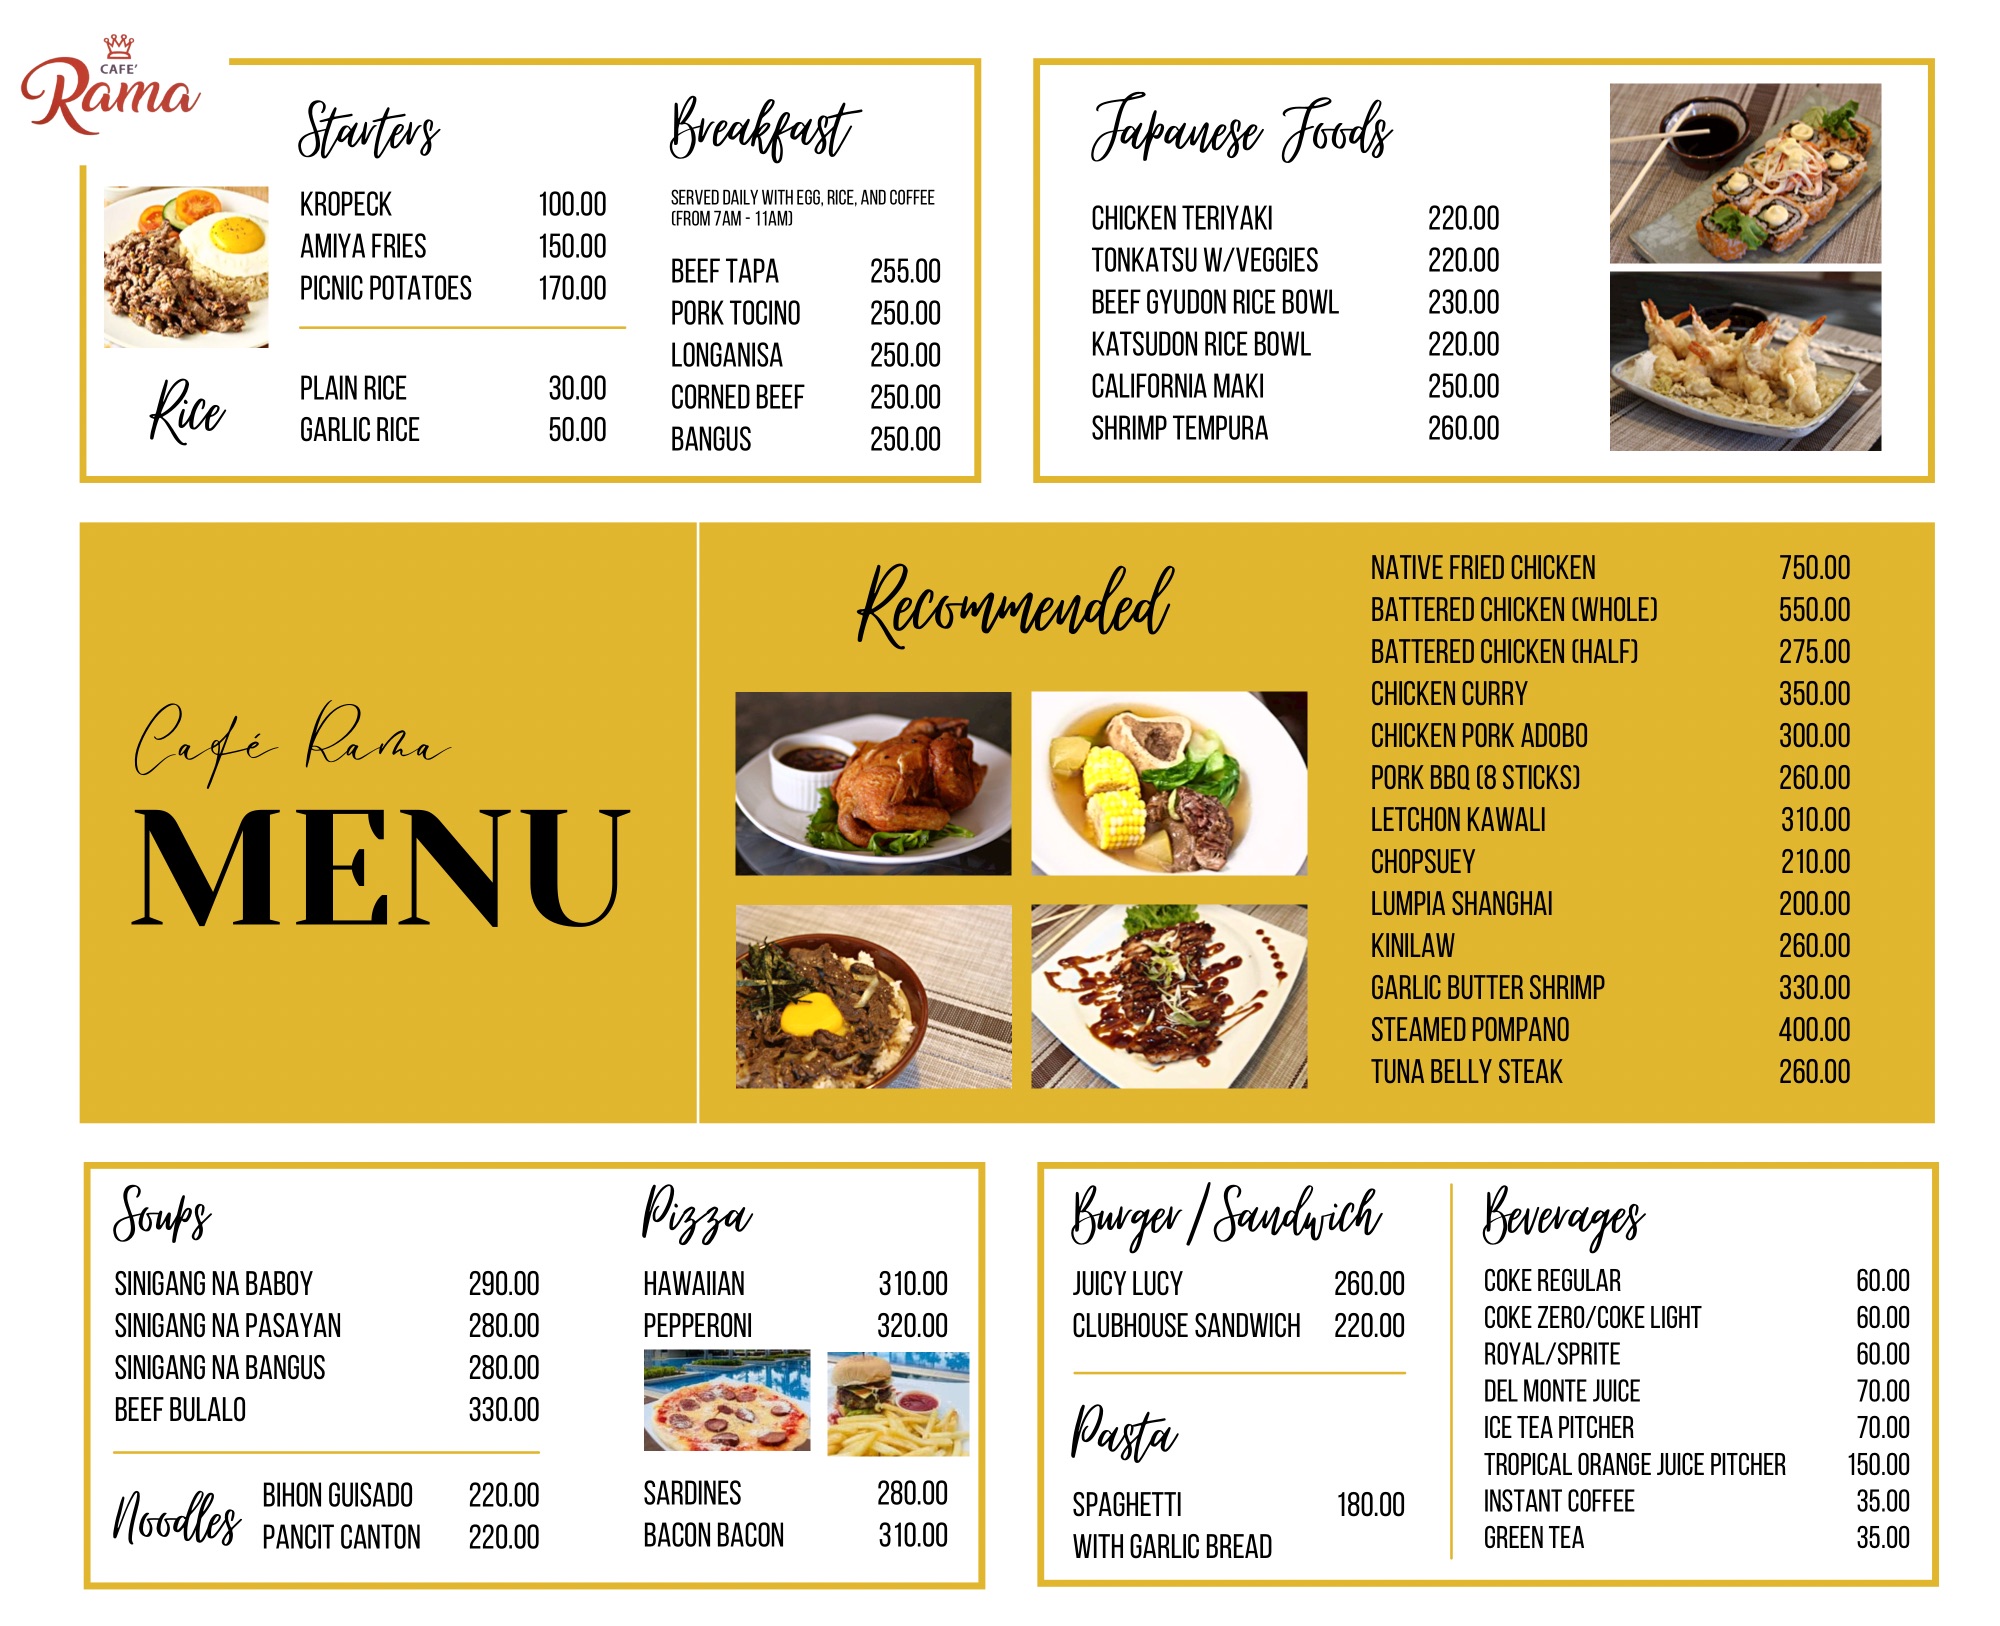 CAFE'
Rama
Starters
KROPECK 100.00
AMIYA FRIES 150.00
PICNIC POTATOES 170.00
Rice
PLAIN RICE 30.00
GARLIC RICE 50.00
Breakfast
SERVED DAILY WITH EGG, RICE, AND COFFEE
(FROM 7AM - 11AM)
BEEF TAPA 255.00
PORK TOCINO 250.00
LONGANISA 250.00
CORNED BEEF 250.00
BANGUS 250.00
Japanese Foods
CHICKEN TERIYAKI 220.00
TONKATSU W/VEGGIES 220.00
BEEF GYUDON RICE BOWL 230.00
KATSUDON RICE BOWL 220.00
CALIFORNIA MAKI 250.00
SHRIMP TEMPURA 260.00
Café Rama
MENU
Recommended
NATIVE FRIED CHICKEN 750.00
BATTERED CHICKEN (WHOLE) 550.00
BATTERED CHICKEN (HALF) 275.00
CHICKEN CURRY 350.00
CHICKEN PORK ADOBO 300.00
PORK BBQ (8 STICKS) 260.00
LETCHON KAWALI 310.00
CHOPSUEY 210.00
LUMPIA SHANGHAI 200.00
KINILAW 260.00
GARLIC BUTTER SHRIMP 330.00
STEAMED POMPANO 400.00
TUNA BELLY STEAK 260.00
Soups
SINIGANG NA BABOY 290.00
SINIGANG NA PASAYAN 280.00
SINIGANG NA BANGUS 280.00
BEEF BULALO 330.00
Noodles
BIHON GUISADO 220.00
PANCIT CANTON 220.00
Pizza
HAWAIIAN 310.00
PEPPERONI 320.00
SARDINES 280.00
BACON BACON 310.00
Burger / Sandwich
JUICY LUCY 260.00
CLUBHOUSE SANDWICH 220.00
Pasta
SPAGHETTI 180.00
WITH GARLIC BREAD
Beverages
COKE REGULAR 60.00
COKE ZERO/COKE LIGHT 60.00
ROYAL/SPRITE 60.00
DEL MONTE JUICE 70.00
ICE TEA PITCHER 70.00
TROPICAL ORANGE JUICE PITCHER 150.00
INSTANT COFFEE 35.00
GREEN TEA 35.00